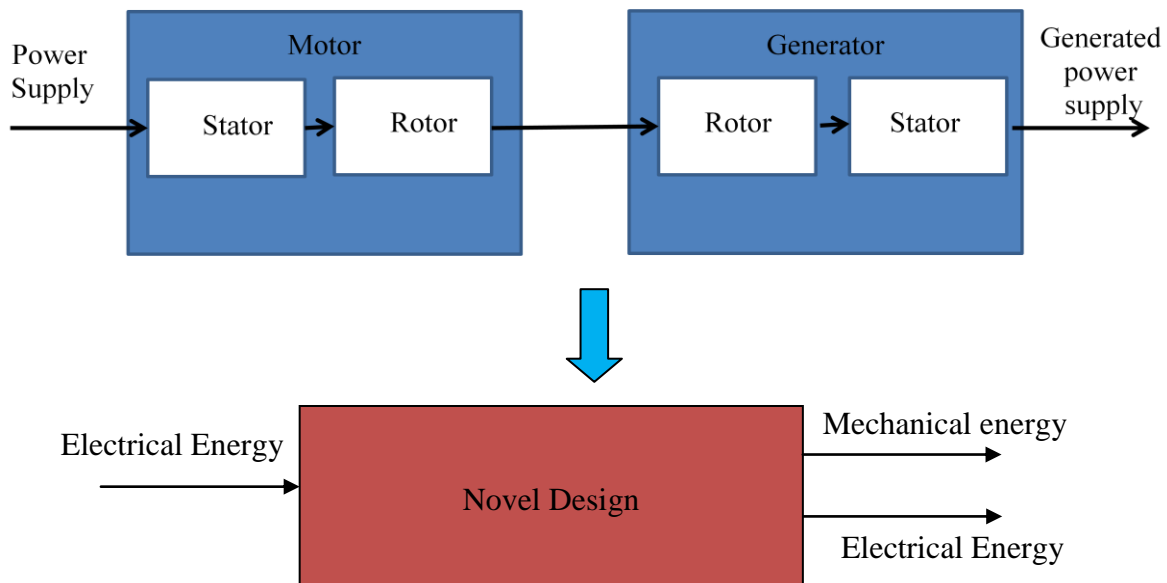 Motor
Generator
Power
Supply
Stator
Rotor
Rotor
Stator
Generated
power
supply
Electrical Energy
Novel Design
Mechanical energy
Electrical Energy